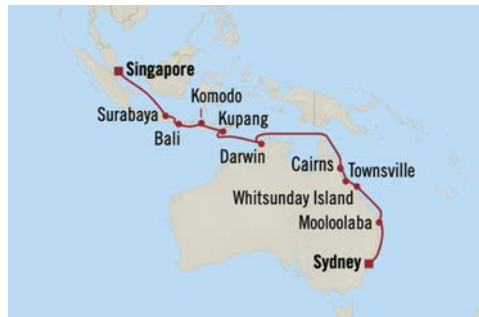 Singapore
Komodo
Surabaya
Kupang
Bali
Darwin
Cairns
Townsville
Whitsunday Island
Mooloolaba
Sydney